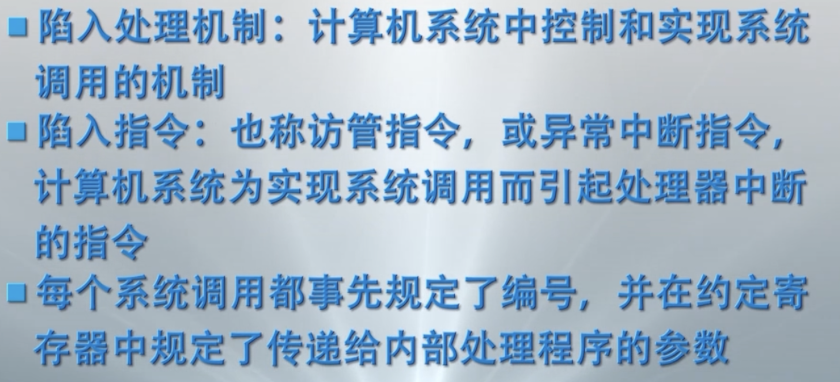 ■陷入处理机制：计算机系统中控制和实现系统
调用的机制
■陷入指令：也称访管指令，或异常中断指令，
计算机系统为实现系统调用而引起处理器中断
的指令
■每个系统调用都事先规定了编号，并在约定寄
存器中规定了传递给内部处理程序的参数